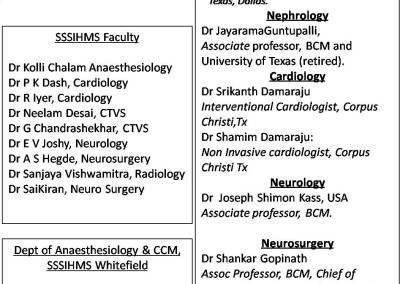 SSSIHMS Faculty
Dr Kolli Chalam Anaesthesiology
Dr P K Dash, Cardiology
Dr R Iyer, Cardiology
Dr Neelam Desai, CTVS
Dr G Chandrashekhar, CTVS
Dr E V Joshy, Neurology
Dr A S Hegde, Neurosurgery
Dr Sanjaya Vishwamitra, Radiology
Dr SaiKiran, Neuro Surgery
Dept of Anaesthesiology & CCM,
SSSIHMS Whitefield
Texas, Dallas.
Nephrology
Dr JayaramaGuntupalli,
Associate professor, BCM and
University of Texas (retired).
Cardiology
Dr Srikanth Damaraju
Interventional Cardiologist, Corpus
Christi,Tx
Dr Shamim Damaraju:
Non Invasive cardiologist, Corpus
Christi Tx
Neurology
Dr  Joseph Shimon Kass, USA
Associate professor, BCM.
Neurosurgery
Dr Shankar Gopinath
Assoc Professor, BCM, Chief of